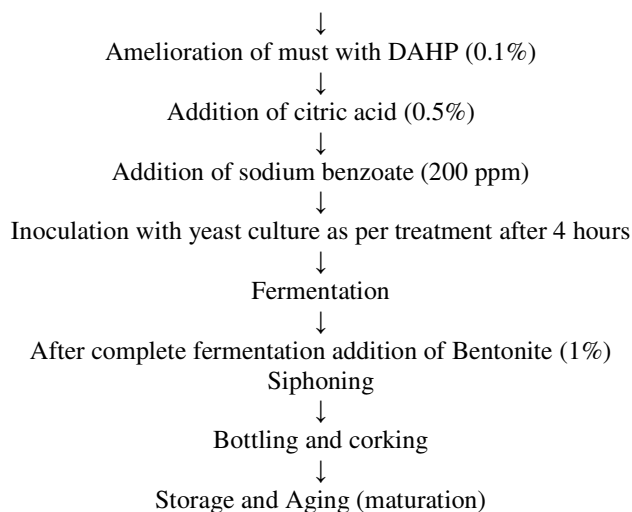 ↓
Amelioration of must with DAHP (0.1%)
↓
Addition of citric acid (0.5%)
↓
Addition of sodium benzoate (200 ppm)
↓
Inoculation with yeast culture as per treatment after 4 hours
↓
Fermentation
↓
After complete fermentation addition of Bentonite (1%)
Siphoning
↓
Bottling and corking
↓
Storage and Aging (maturation)